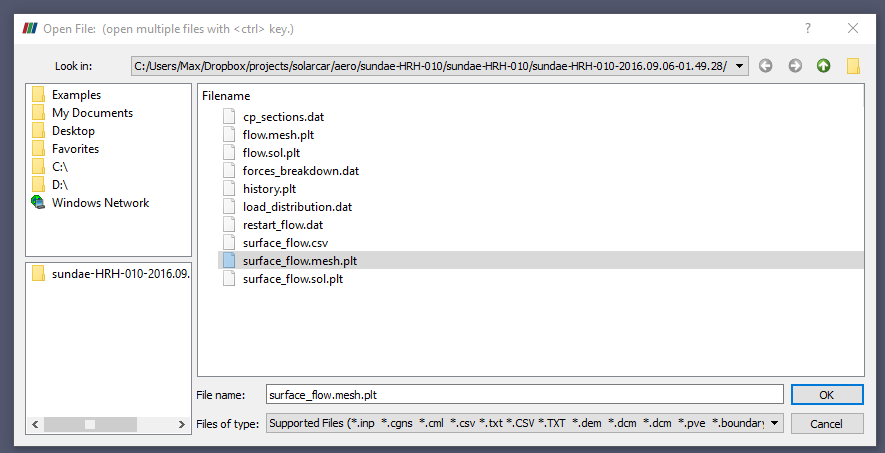 Open File:  (open multiple files with <ctrl> key.)
?
Look in:
C:/Users/Max/Dropbox/projects/solarcar/aero/sundae-HRH-010/sundae-HRH-010/sundae-HRH-010-2016.09.06-01.49.28/
Examples
My Documents
Desktop
Favorites
C:\
D:\
Windows Network
sundae-HRH-010-2016.09.
Filename
cp_sections.dat
flow.mesh.plt
flow.sol.plt
forces_breakdown.dat
history.plt
load_distribution.dat
restart_flow.dat
surface_flow.csv
surface_flow.mesh.plt
surface_flow.sol.plt
File name:
surface_flow.mesh.plt
OK
Files of type:
Supported Files (*.inp  *.cgns  *.cml  *.csv *.txt *.CSV *.TXT  *.dem  *.dcm  *.dcm  *.pve  *.boundary
Cancel